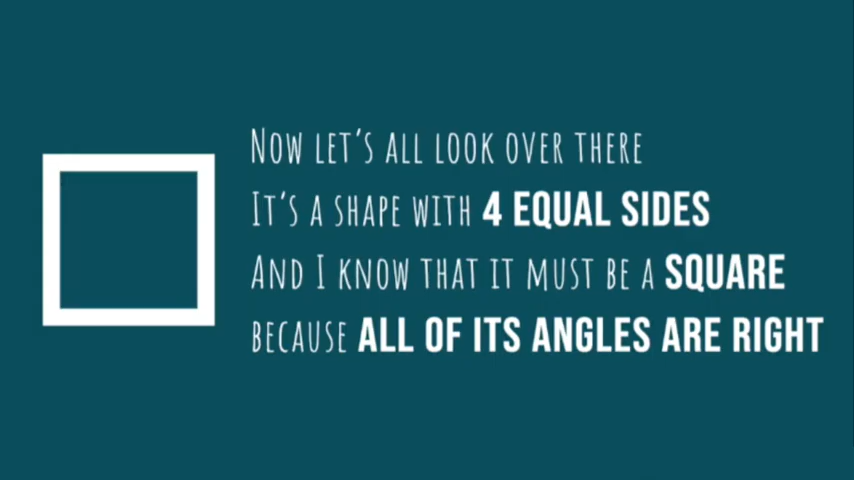 Now let's all look over there
It's a shape with 4 EQUAL SIDES
And I know that it must be a SQUARE
because ALL OF ITS ANGLES ARE RIGHT